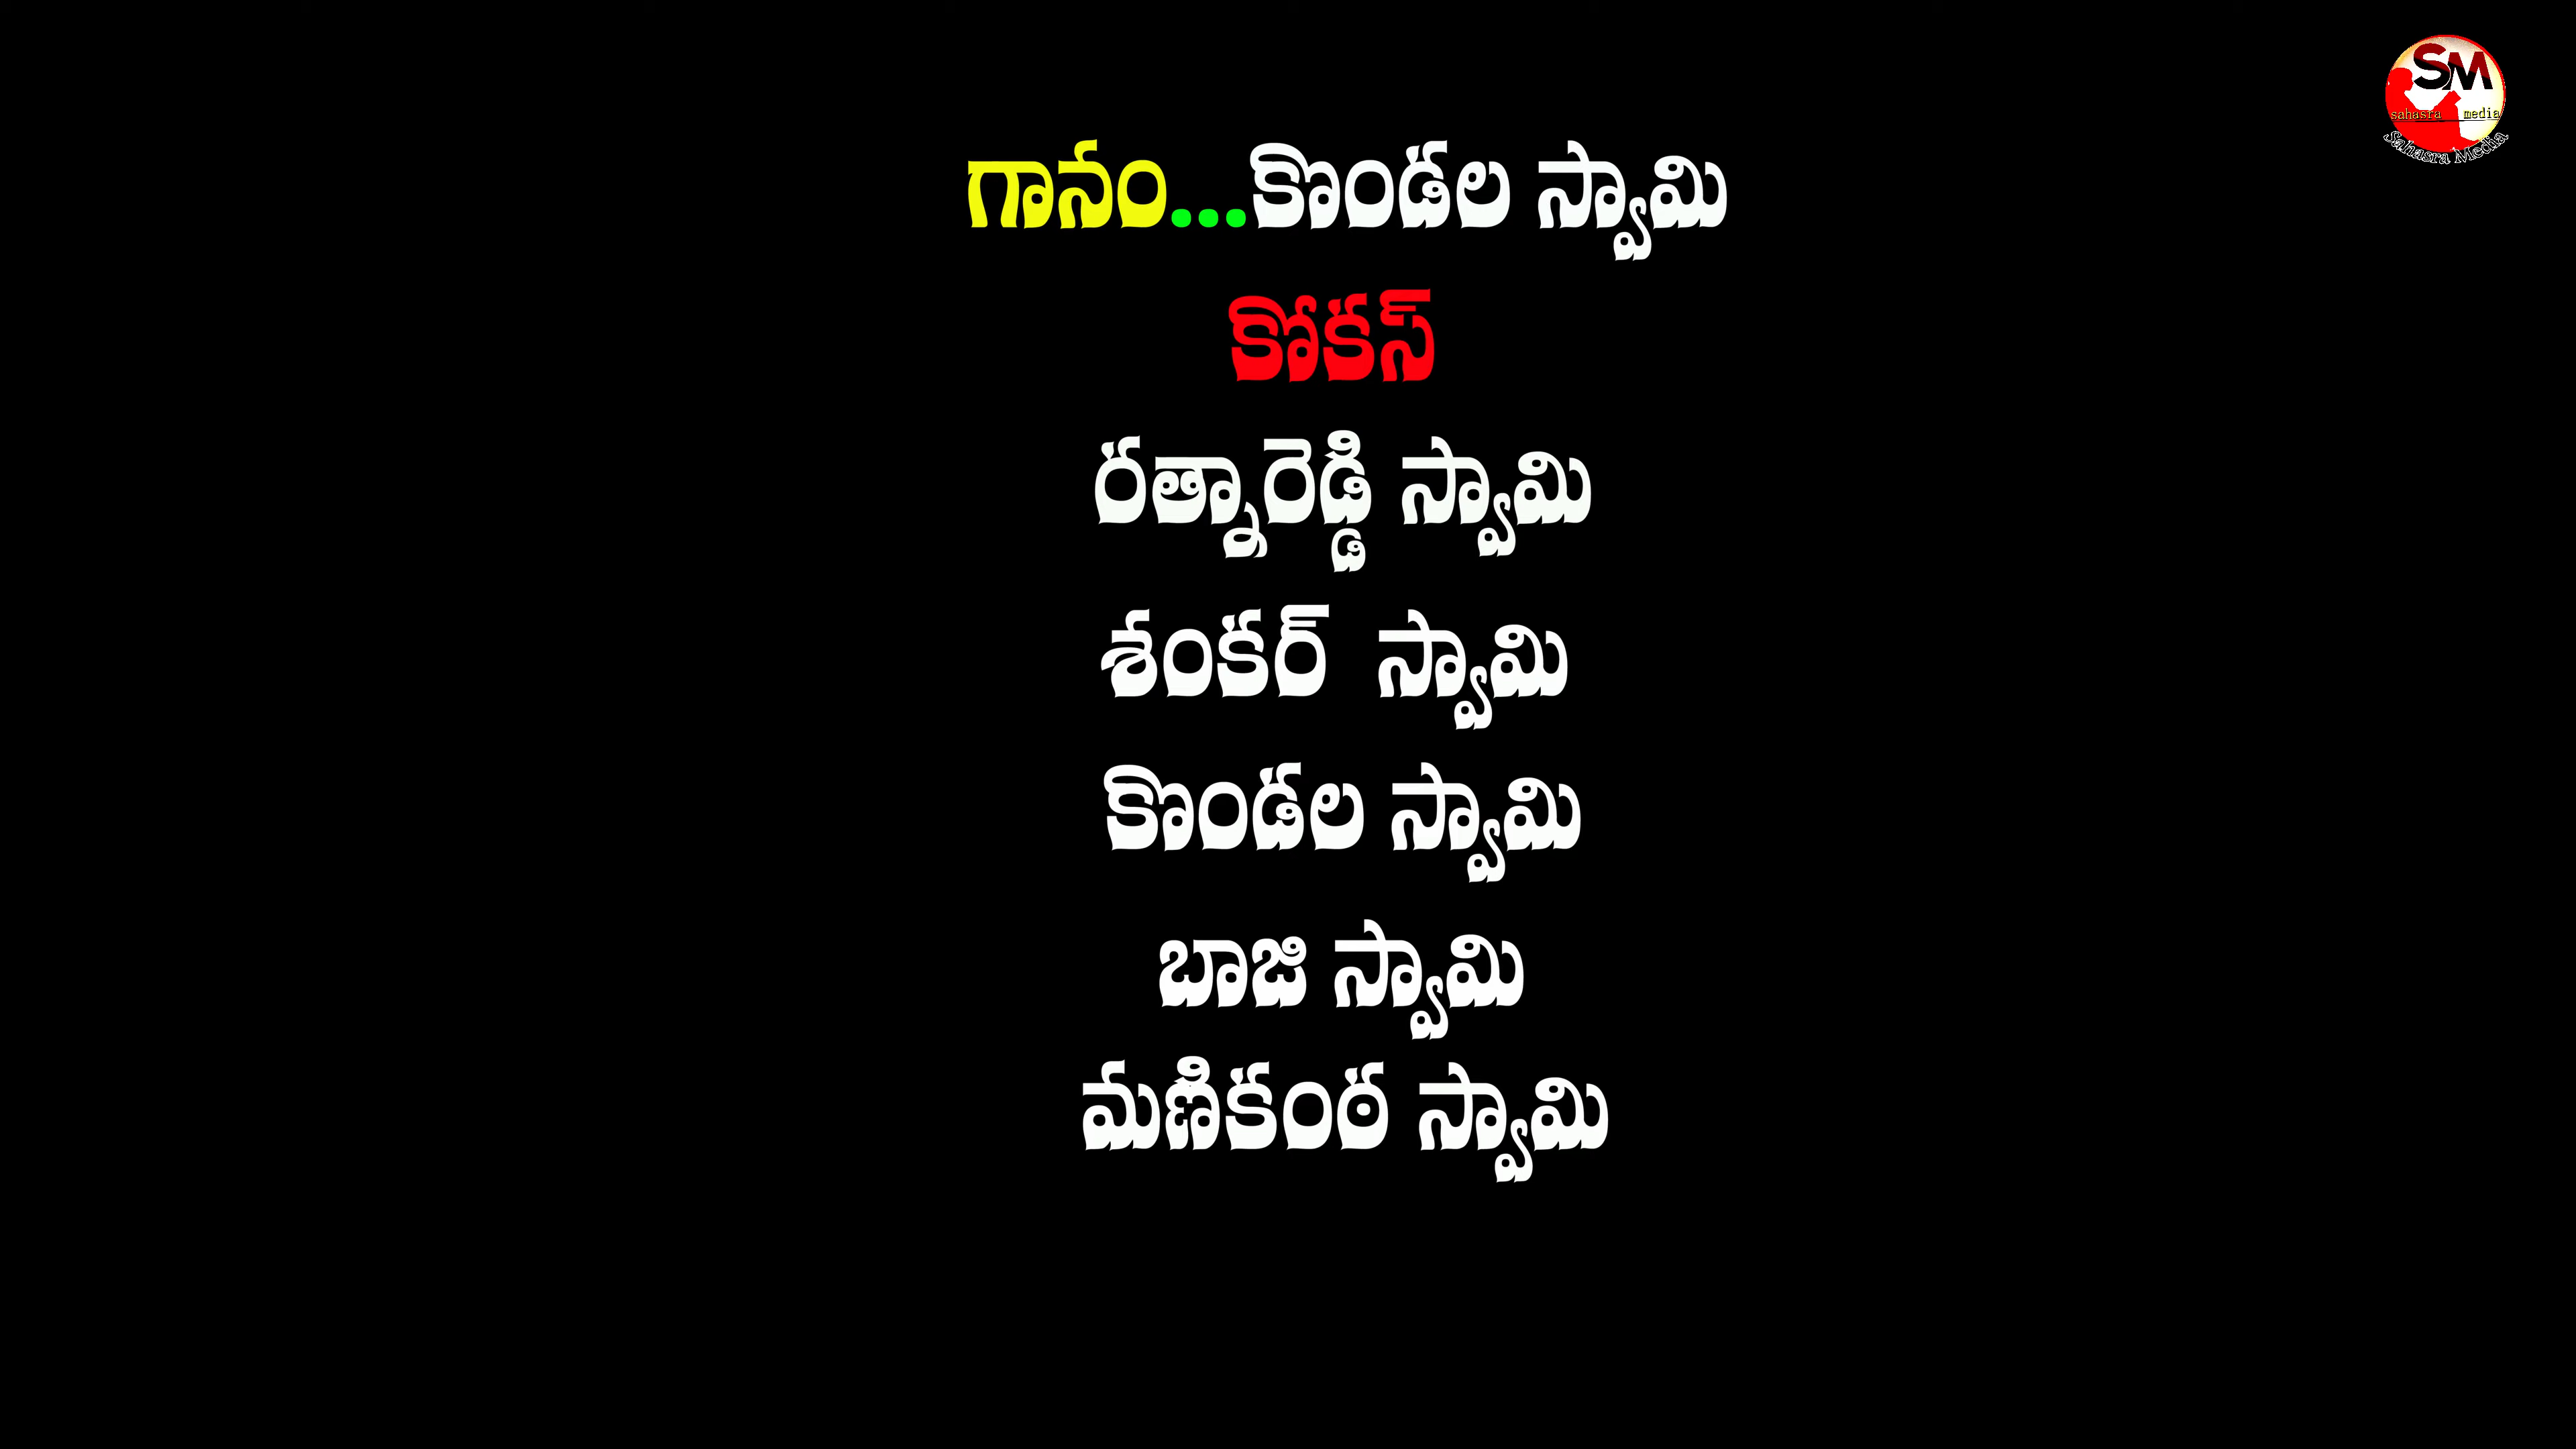 SM
sahasra media
Sahasra Media
గానం...కొండల స్వామి
కోకస్
రత్నారెడ్డి స్వామి
శంకర్ స్వామి
కొండల స్వామి
బాజి స్వామి
మణికంఠ స్వామి